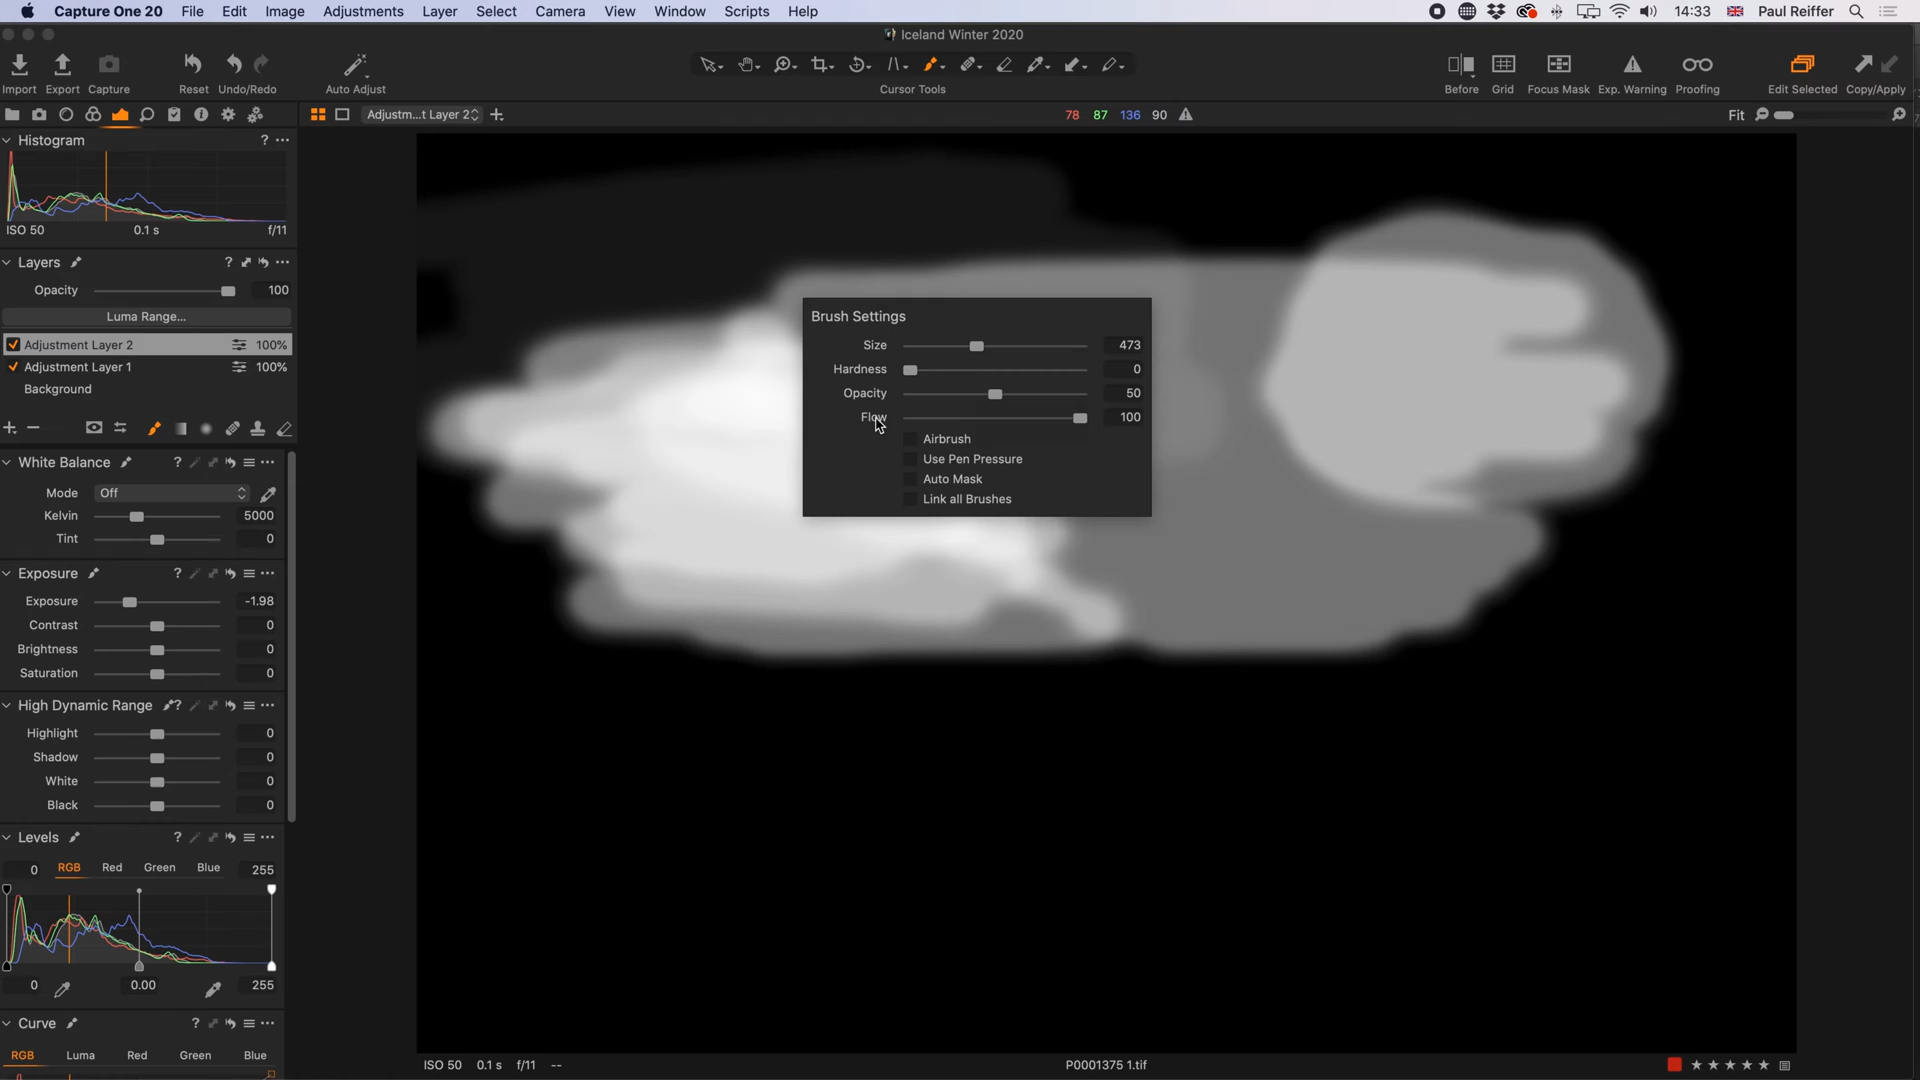 Capture One 20 File Edit Image Adjustments Layer Select Camera View Window Scripts Help 14:33 Paul Reiffer
Iceland Winter 2020
Import Export Capture Reset Undo/Redo Auto Adjust Cursor Tools Before Grid Focus Mask Exp. Warning Proofing Edit Selected Copy/Apply
Adjustm...t Layer 2 78 87 136 90 Fit
Histogram ?
ISO 50 0.1 s f/11
Layers ?
Opacity 100
Luma Range...
Adjustment Layer 2 100%
Adjustment Layer 1 100%
Background
White Balance ?
Mode Off
Kelvin 5000
Tint 0
Exposure ?
Exposure -1.98
Contrast 0
Brightness 0
Saturation 0
High Dynamic Range ?
Highlight 0
Shadow 0
White 0
Black 0
Levels ?
0 RGB Red Green Blue 255
0 0.00 255
Curve ?
RGB Luma Red Green Blue
Brush Settings
Size 473
Hardness 0
Opacity 50
Flow 100
Airbrush
Use Pen Pressure
Auto Mask
Link all Brushes
ISO 50 0.1 s f/11 -- P0001375 1.tif